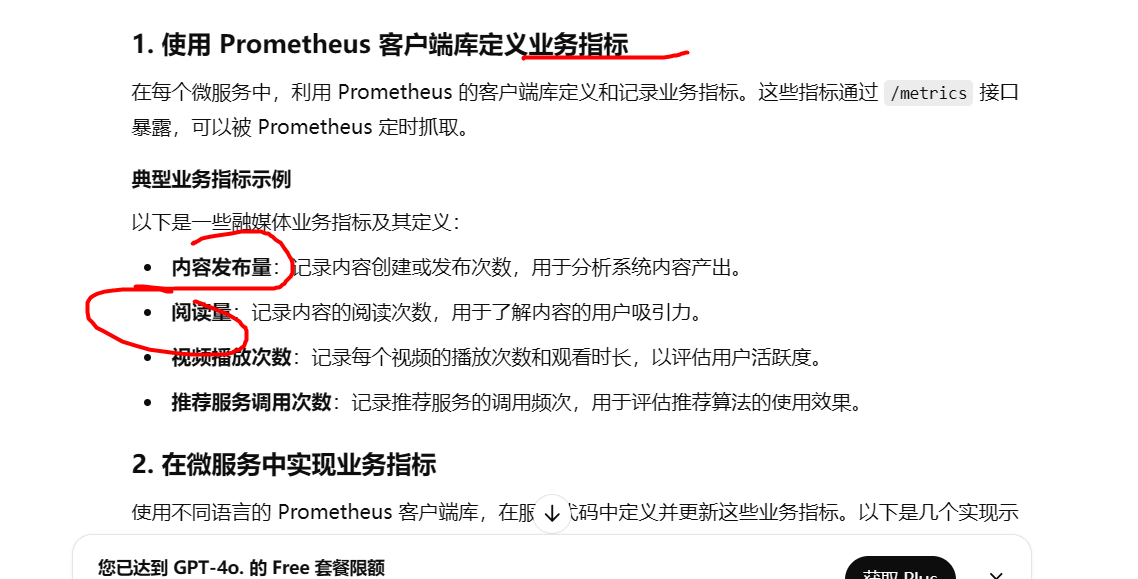 1. 使用 Prometheus 客户端库定义业务指标
在每个微服务中，利用 Prometheus 的客户端库定义和记录业务指标。这些指标通过 /metrics 接口
暴露，可以被 Prometheus 定时抓取。
典型业务指标示例
以下是一些融媒体业务指标及其定义：
• 内容发布量：记录内容创建或发布次数，用于分析系统内容产出。
• 阅读量：记录内容的阅读次数，用于了解内容的用户吸引力。
• 视频播放次数：记录每个视频的播放次数和观看时长，以评估用户活跃度。
• 推荐服务调用次数：记录推荐服务的调用频次，用于评估推荐算法的使用效果。
2. 在微服务中实现业务指标
使用不同语言的 Prometheus 客户端库，在服代码中定义并更新这些业务指标。以下是几个实现示
您已达到 GPT-4o. 的 Free 套餐限额
获取 Plus